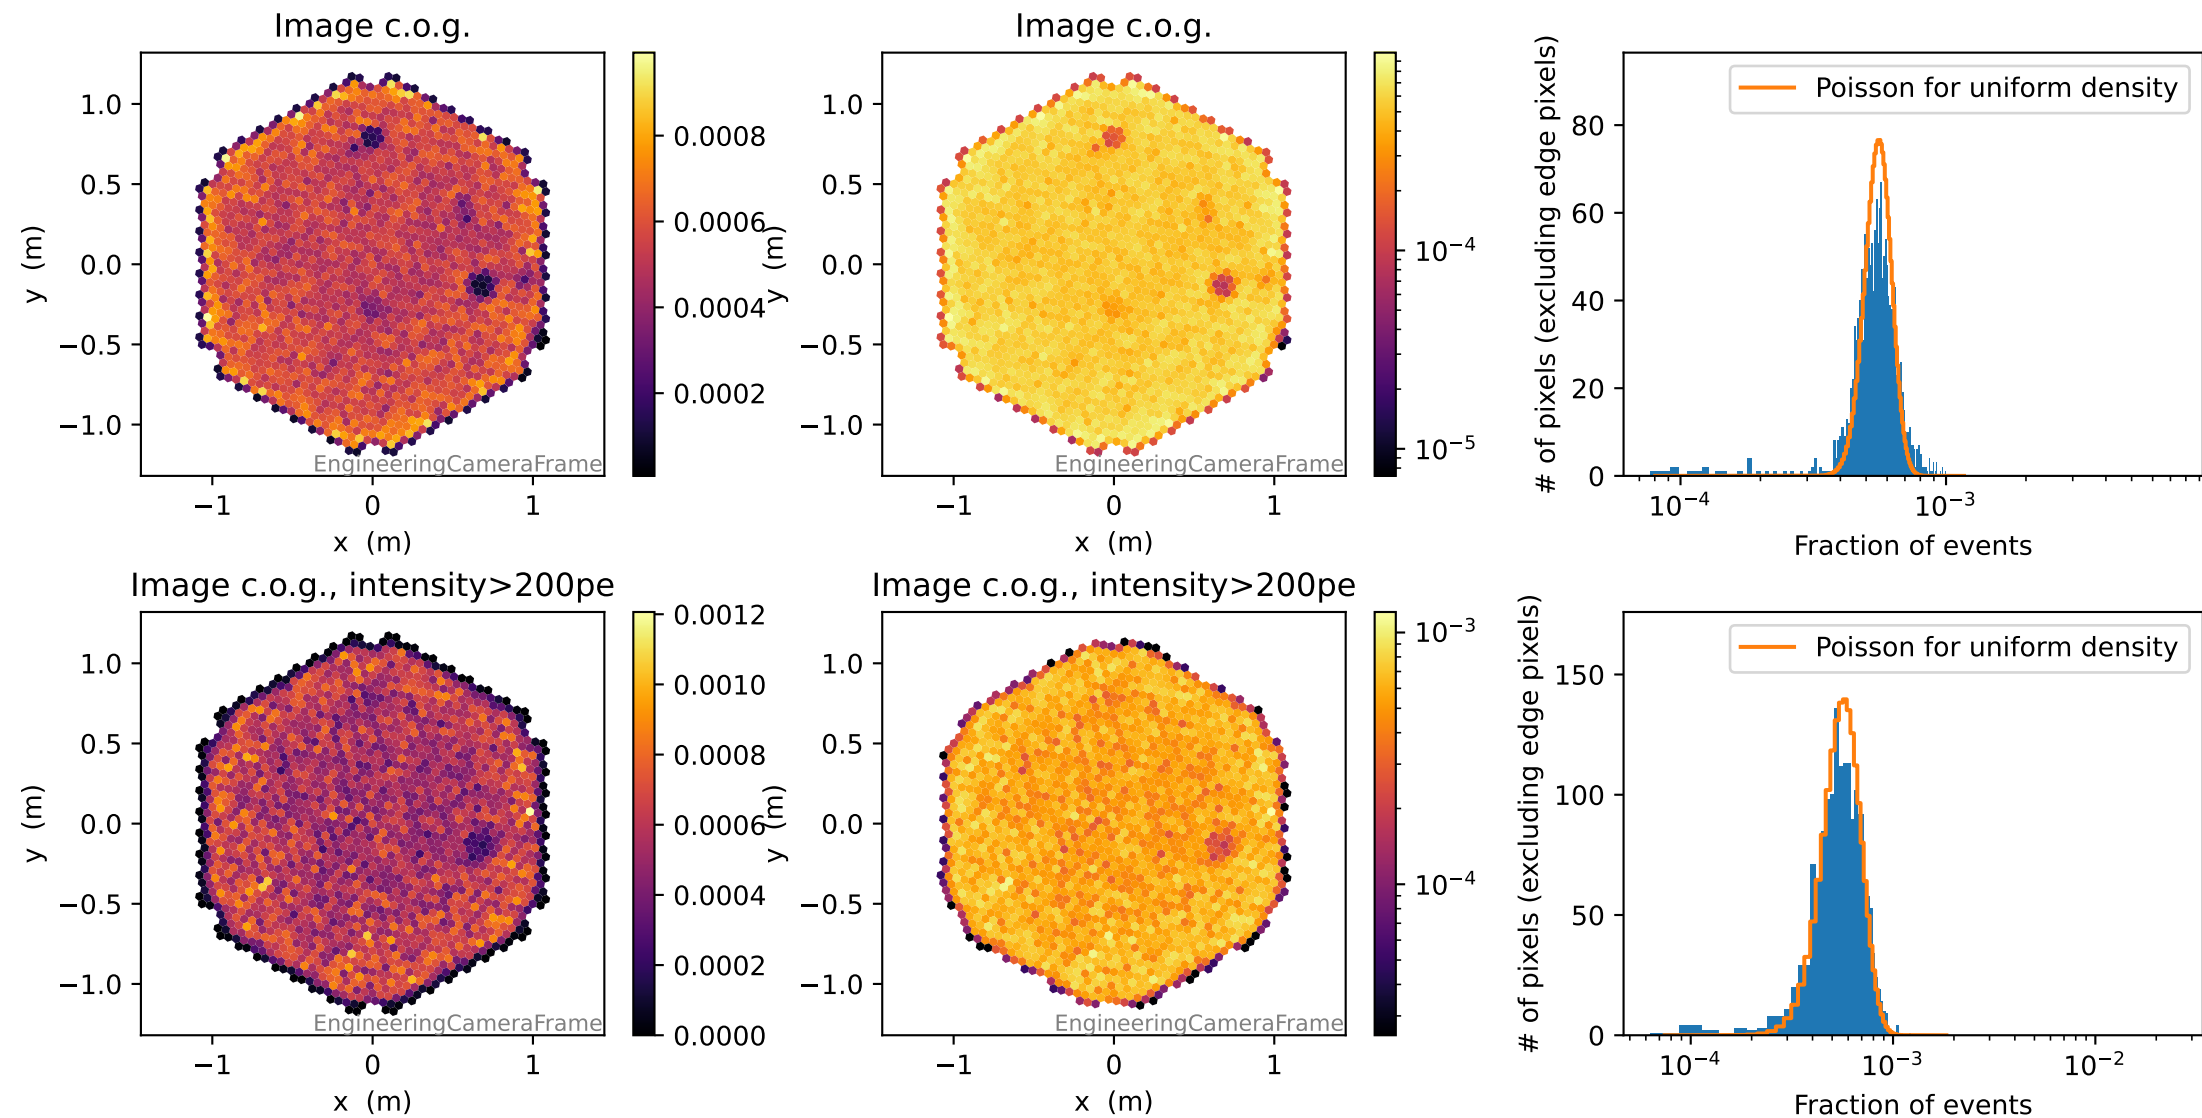 Image c.o.g.
1.0
0.5
0.0
−0.5
−1.0
y (m)
−1
0
1
x (m)
EngineeringCameraFrame
0.0008
0.0006
0.0004
0.0002
Image c.o.g.
1.0
0.5
0.0
−0.5
−1.0
y (m)
−1
0
1
x (m)
EngineeringCameraFrame
10⁻⁴
10⁻⁵
# of pixels (excluding edge pixels)
80
60
40
20
0
Poisson for uniform density
10⁻⁴
10⁻³
Fraction of events
Image c.o.g., intensity>200pe
1.0
0.5
0.0
−0.5
−1.0
y (m)
−1
0
1
x (m)
EngineeringCameraFrame
0.0012
0.0010
0.0008
0.0006
0.0004
0.0002
0.0000
Image c.o.g., intensity>200pe
1.0
0.5
0.0
−0.5
−1.0
y (m)
−1
0
1
x (m)
EngineeringCameraFrame
10⁻³
10⁻⁴
# of pixels (excluding edge pixels)
150
100
50
0
Poisson for uniform density
10⁻⁴
10⁻³
10⁻²
Fraction of events